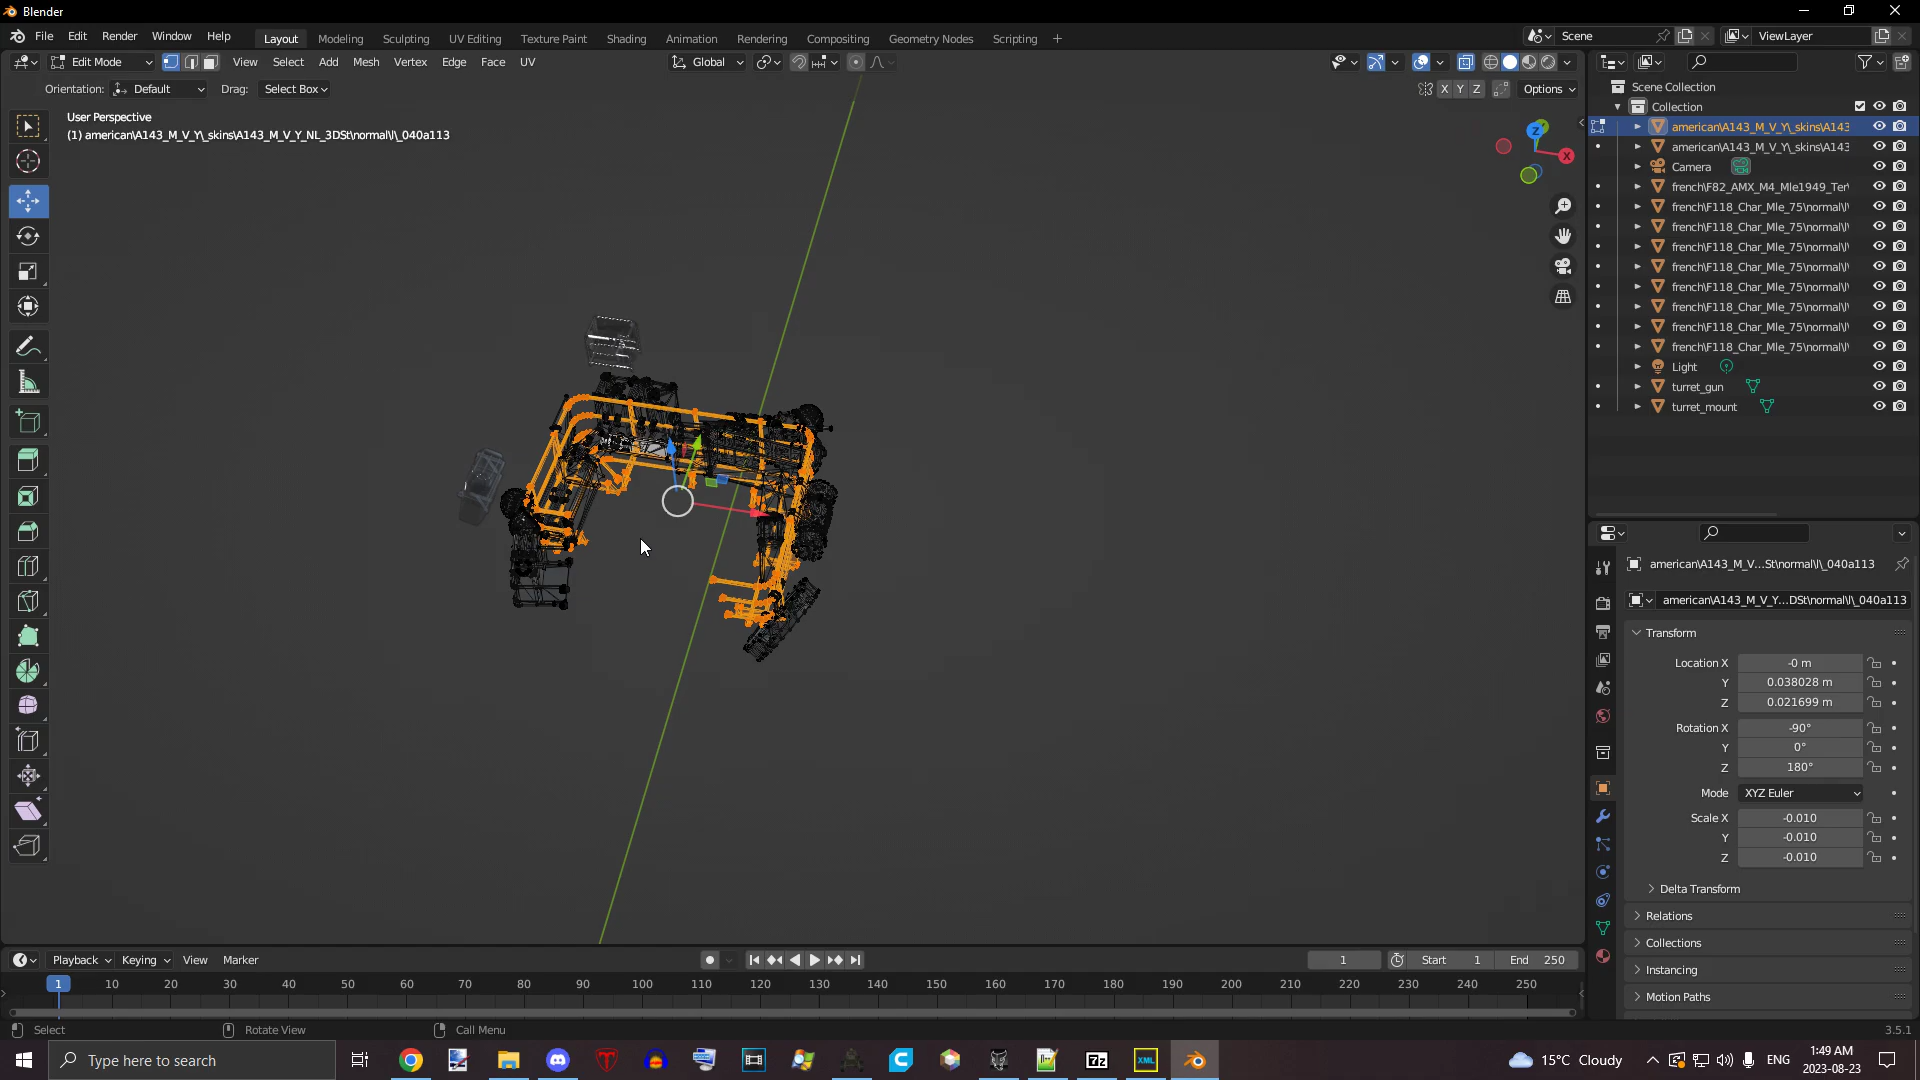 Blender
File Edit Render Window Help
Layout Modeling Sculpting UV Editing Texture Paint Shading Animation Rendering Compositing Geometry Nodes Scripting +
Scene ViewLayer
Edit Mode View Select Add Mesh Vertex Edge Face UV Global
Orientation: Default Drag: Select Box X Y Z Options
User Perspective
(1) american\A143_M_V_Y\_skins\A143_M_V_Y_NL_3DSt\normal\l\_040a113
Z X
Scene Collection
Collection
american\A143_M_V_Y\_skins\A143
american\A143_M_V_Y\_skins\A143
Camera
french\F82_AMX_M4_Mle1949_Ter\
french\F118_Char_Mle_75\normal\l\
french\F118_Char_Mle_75\normal\l\
french\F118_Char_Mle_75\normal\l\
french\F118_Char_Mle_75\normal\l\
french\F118_Char_Mle_75\normal\l\
french\F118_Char_Mle_75\normal\l\
french\F118_Char_Mle_75\normal\l\
french\F118_Char_Mle_75\normal\l\
Light
turret_gun
turret_mount
american\A143_M_V...St\normal\l\_040a113
american\A143_M_V_Y...DSt\normal\l\_040a113
Transform
Location X -0 m
Y 0.038028 m
Z 0.021699 m
Rotation X -90°
Y 0°
Z 180°
Mode XYZ Euler
Scale X -0.010
Y -0.010
Z -0.010
Delta Transform
Relations
Collections
Instancing
Motion Paths
Playback Keying View Marker 1 Start 1 End 250
1 10 20 30 40 50 60 70 80 90 100 110 120 130 140 150 160 170 180 190 200 210 220 230 240 250
Select Rotate View Call Menu 3.5.1
Type here to search 7z XML 15°C Cloudy ENG 1:49 AM
2023-08-23